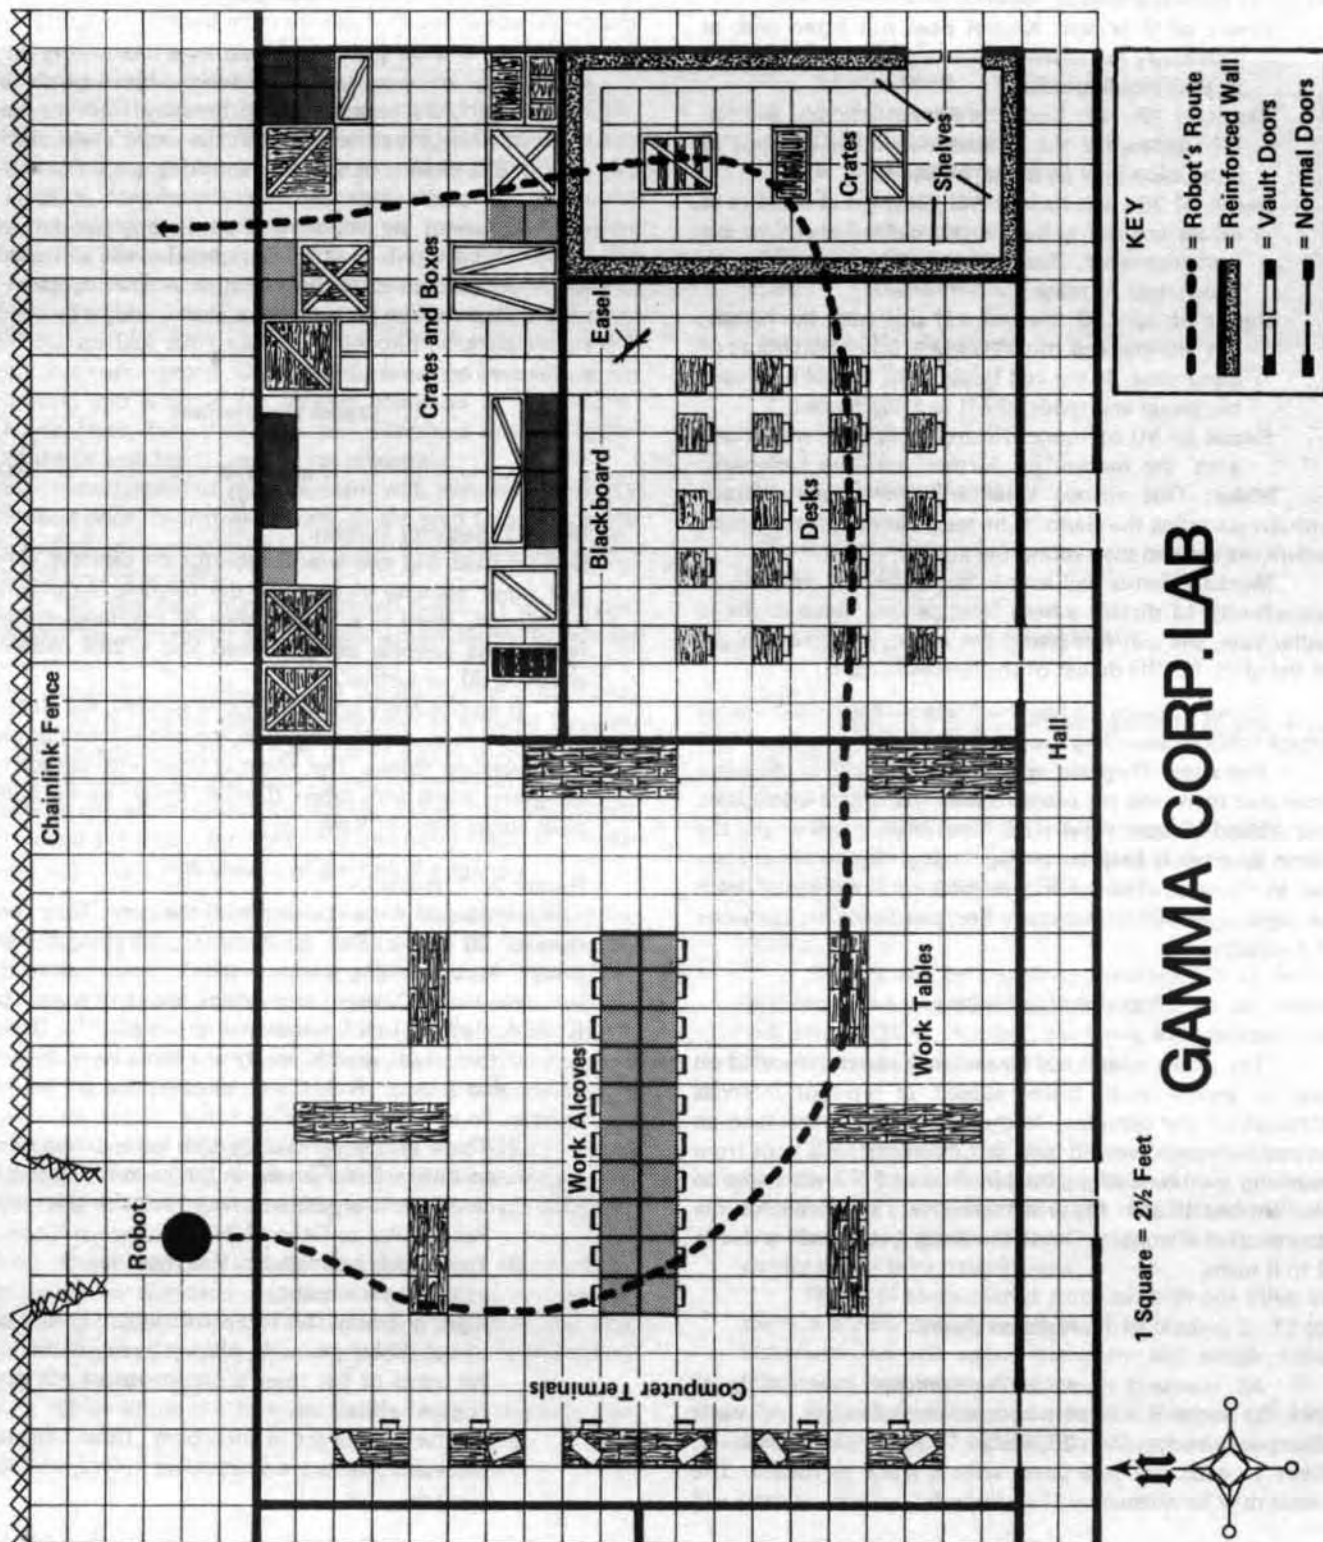 Chainlink Fence
Robot
Crates and Boxes
Easel
Blackboard
Crates
Shelves
Desks
Work Alcoves
Work Tables
Computer Terminals
Hall
1 Square = 2½ Feet
GAMMA CORP. LAB
KEY
= Robot's Route
= Reinforced Wall
= Vault Doors
= Normal Doors